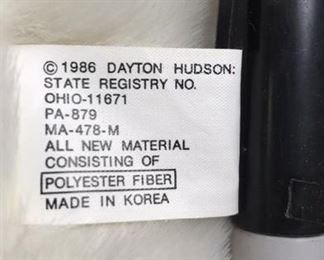 © 1986 DAYTON HUDSON:
STATE REGISTRY NO.
OHIO-11671
PA-879
MA-478-M
ALL NEW MATERIAL
CONSISTING OF
POLYESTER FIBER
MADE IN KOREA